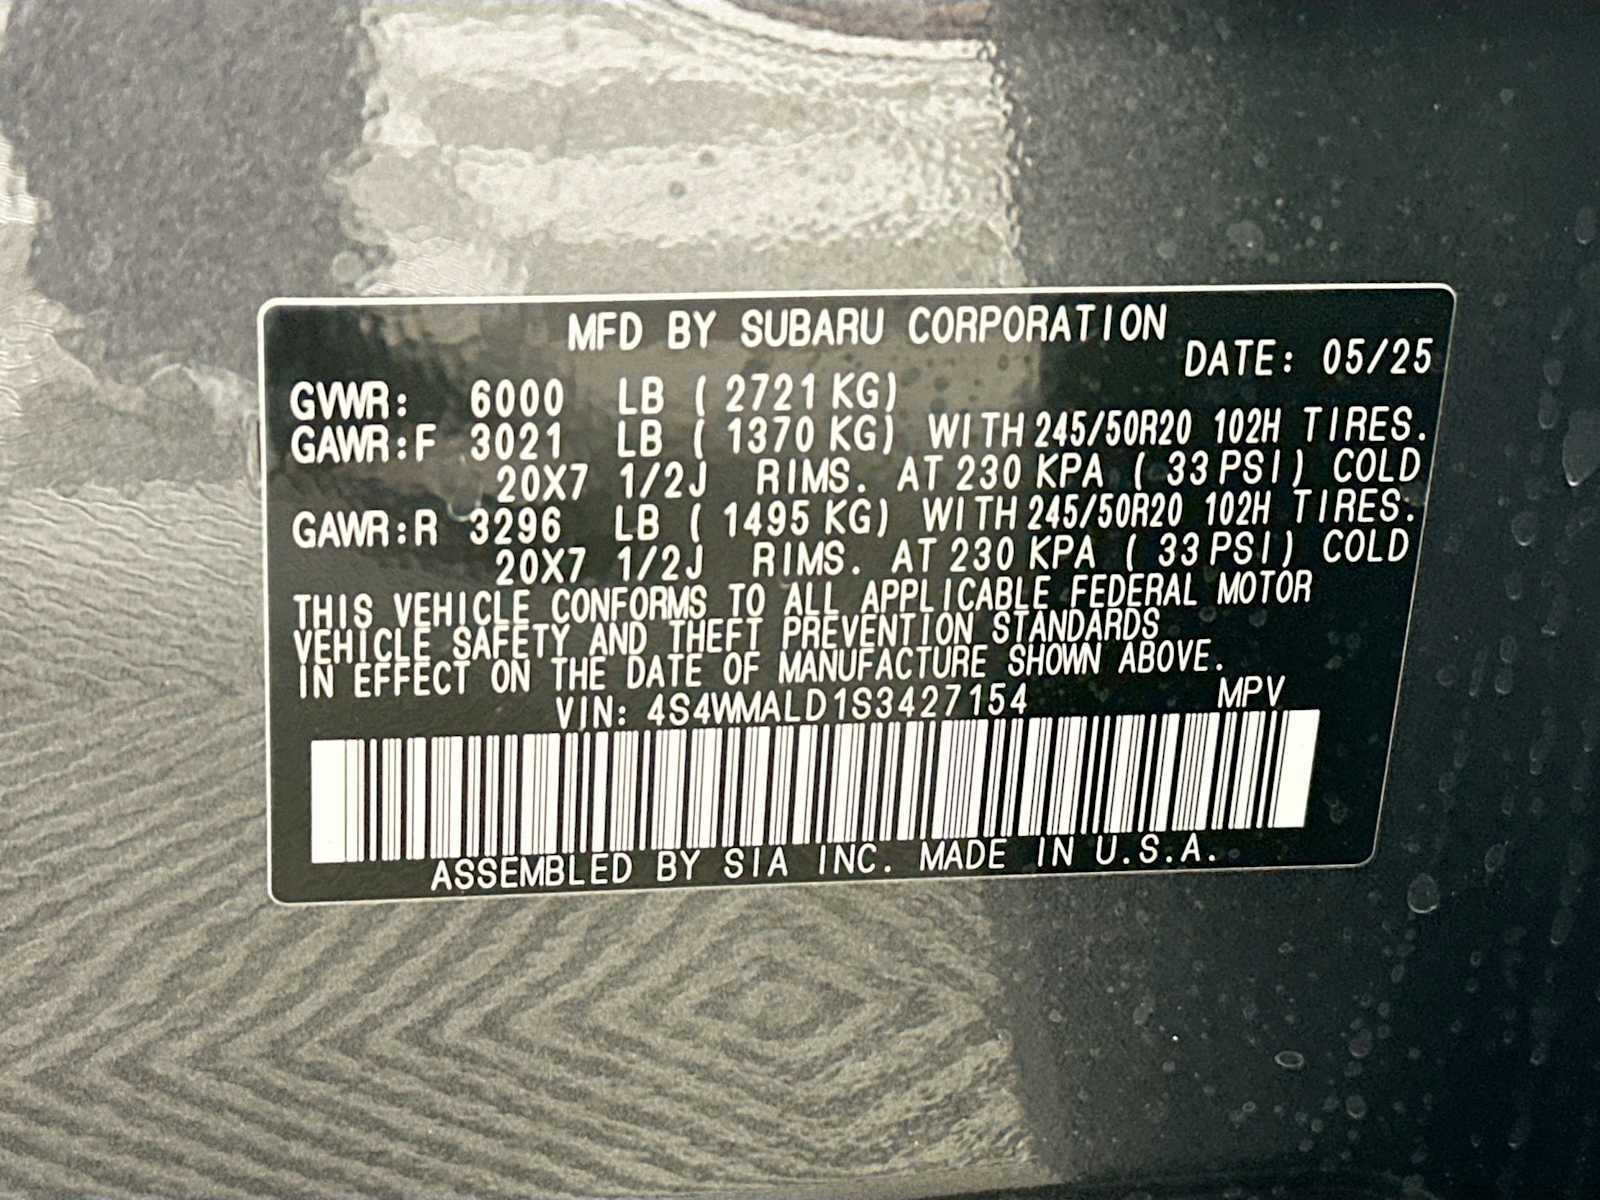 MFD BY SUBARU CORPORATION
DATE: 05/25
GVWR: 6000 LB ( 2721 KG)
GAWR:F 3021 LB ( 1370 KG) WITH 245/50R20 102H TIRES.
20X7 1/2J RIMS. AT 230 KPA ( 33 PSI) COLD
GAWR:R 3296 LB ( 1495 KG) WITH 245/50R20 102H TIRES.
20X7 1/2J RIMS. AT 230 KPA ( 33 PSI) COLD
THIS VEHICLE CONFORMS TO ALL APPLICABLE FEDERAL MOTOR
VEHICLE SAFETY AND THEFT PREVENTION STANDARDS
IN EFFECT ON THE DATE OF MANUFACTURE SHOWN ABOVE.
VIN: 4S4WMALD1S3427154 MPV
ASSEMBLED BY SIA INC. MADE IN U.S.A.